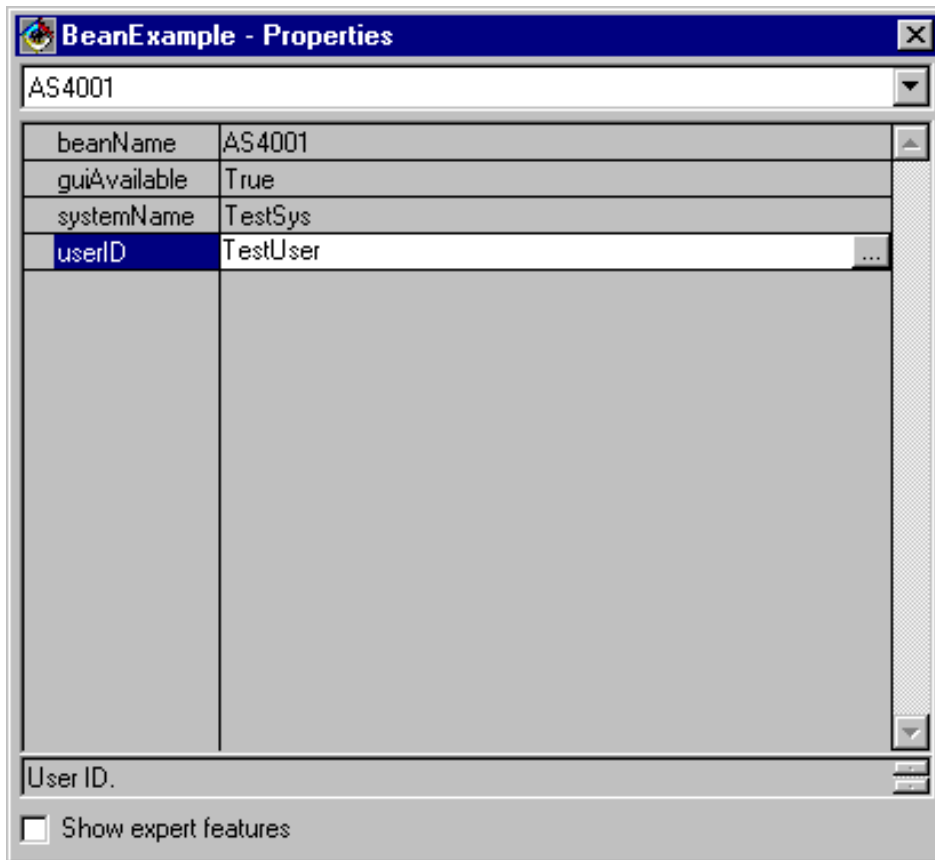 BeanExample - Properties
AS4001
beanName AS4001
guiAvailable True
systemName TestSys
userID TestUser ...
User ID.
Show expert features